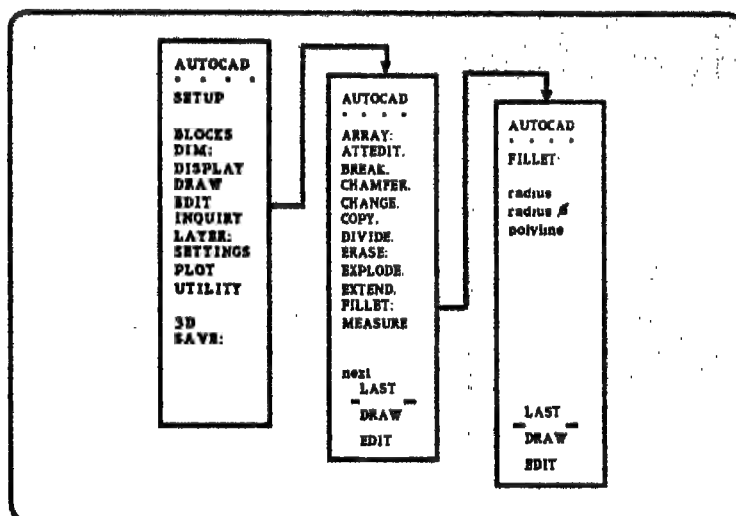 AUTOCAD
* * * *
SETUP
BLOCKS
DIM:
DISPLAY
DRAW
EDIT
INQUIRY
LAYER:
SETTINGS
PLOT
UTILITY
3D
SAVE:
AUTOCAD
* * * *
ARRAY:
ATTEDIT.
BREAK.
CHAMFER.
CHANGE.
COPY.
DIVIDE.
ERASE:
EXPLODE.
EXTEND.
FILLET:
MEASURE
next
LAST
DRAW
EDIT
AUTOCAD
* * * *
FILLET
radius
radius
polyline
LAST
DRAW
EDIT